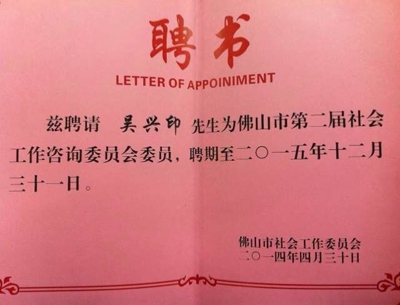 聘书
LETTER OF APPOINIMENT
兹聘请 吴兴印 先生为佛山市第二届社会
工作咨询委员会委员，聘期至二〇一五年十二月
三十一日。
佛山市社会工作委员会
二〇一四年四月三十日